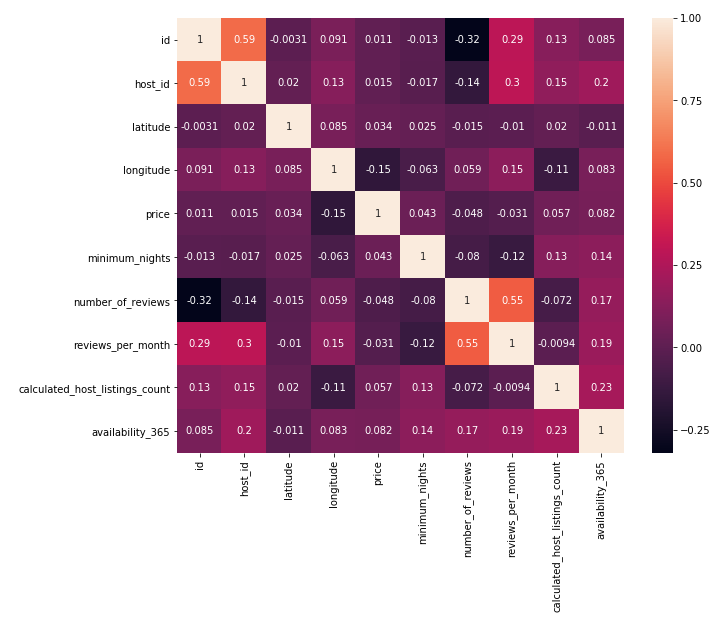 id 1 0.59 -0.0031 0.091 0.011 -0.013 -0.32 0.29 0.13 0.085
host_id 0.59 1 0.02 0.13 0.015 -0.017 -0.14 0.3 0.15 0.2
latitude -0.0031 0.02 1 0.085 0.034 0.025 -0.015 -0.01 0.02 -0.011
longitude 0.091 0.13 0.085 1 -0.15 -0.063 0.059 0.15 -0.11 0.083
price 0.011 0.015 0.034 -0.15 1 0.043 -0.048 -0.031 0.057 0.082
minimum_nights -0.013 -0.017 0.025 -0.063 0.043 1 -0.08 -0.12 0.13 0.14
number_of_reviews -0.32 -0.14 -0.015 0.059 -0.048 -0.08 1 0.55 -0.072 0.17
reviews_per_month 0.29 0.3 -0.01 0.15 -0.031 -0.12 0.55 1 -0.0094 0.19
calculated_host_listings_count 0.13 0.15 0.02 -0.11 0.057 0.13 -0.072 -0.0094 1 0.23
availability_365 0.085 0.2 -0.011 0.083 0.082 0.14 0.17 0.19 0.23 1
id
host_id
latitude
longitude
price
minimum_nights
number_of_reviews
reviews_per_month
calculated_host_listings_count
availability_365
1.00
0.75
0.50
0.25
0.00
−0.25